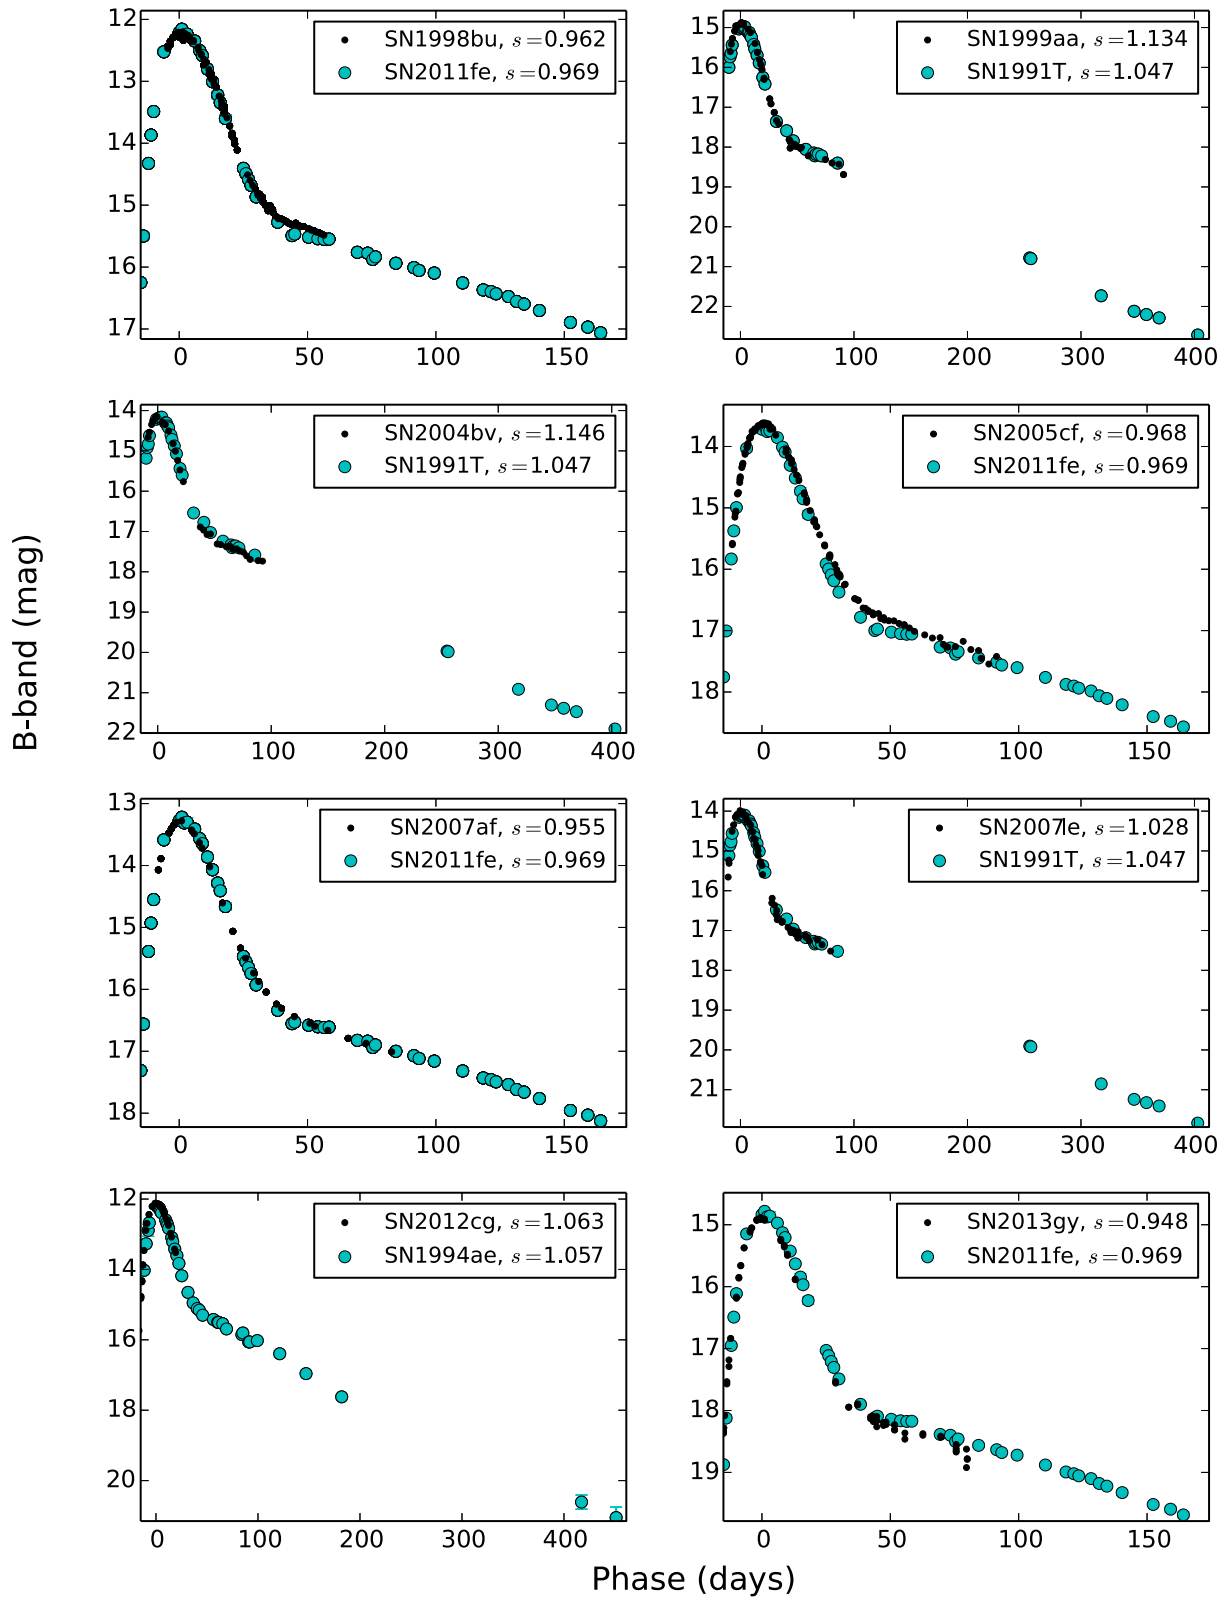 SN1998bu, s=0.962
SN2011fe, s=0.969
12
13
14
15
16
17
0 50 100 150
SN1999aa, s=1.134
SN1991T, s=1.047
15
16
17
18
19
20
21
22
0 100 200 300 400
SN2004bv, s=1.146
SN1991T, s=1.047
14
15
16
17
18
19
20
21
22
0 100 200 300 400
SN2005cf, s=0.968
SN2011fe, s=0.969
14
15
16
17
18
0 50 100 150
B-band (mag)
SN2007af, s=0.955
SN2011fe, s=0.969
13
14
15
16
17
18
0 50 100 150
SN2007le, s=1.028
SN1991T, s=1.047
14
15
16
17
18
19
20
21
0 100 200 300 400
SN2012cg, s=1.063
SN1994ae, s=1.057
12
14
16
18
20
0 100 200 300 400
SN2013gy, s=0.948
SN2011fe, s=0.969
15
16
17
18
19
0 50 100 150
Phase (days)